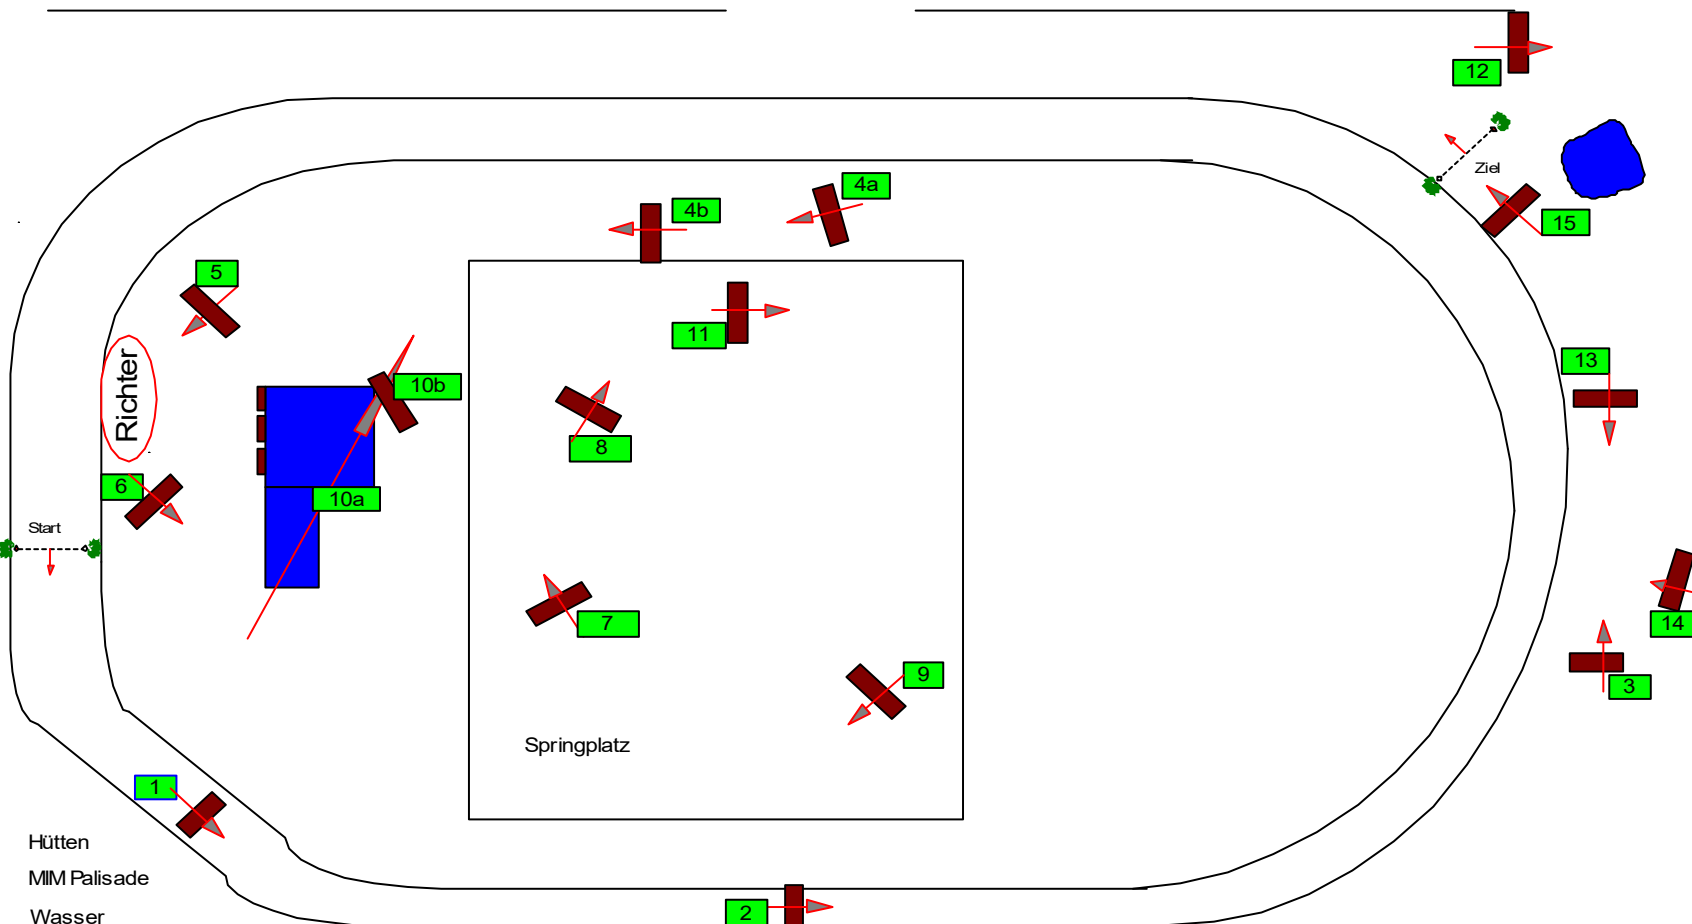 12
Ziel
15
4a
4b
5
11
13
Richter
10b
8
6
10a
Start
14
7
3
9
Springplatz
1
Hütten
MIM Palisade
Wasser
2